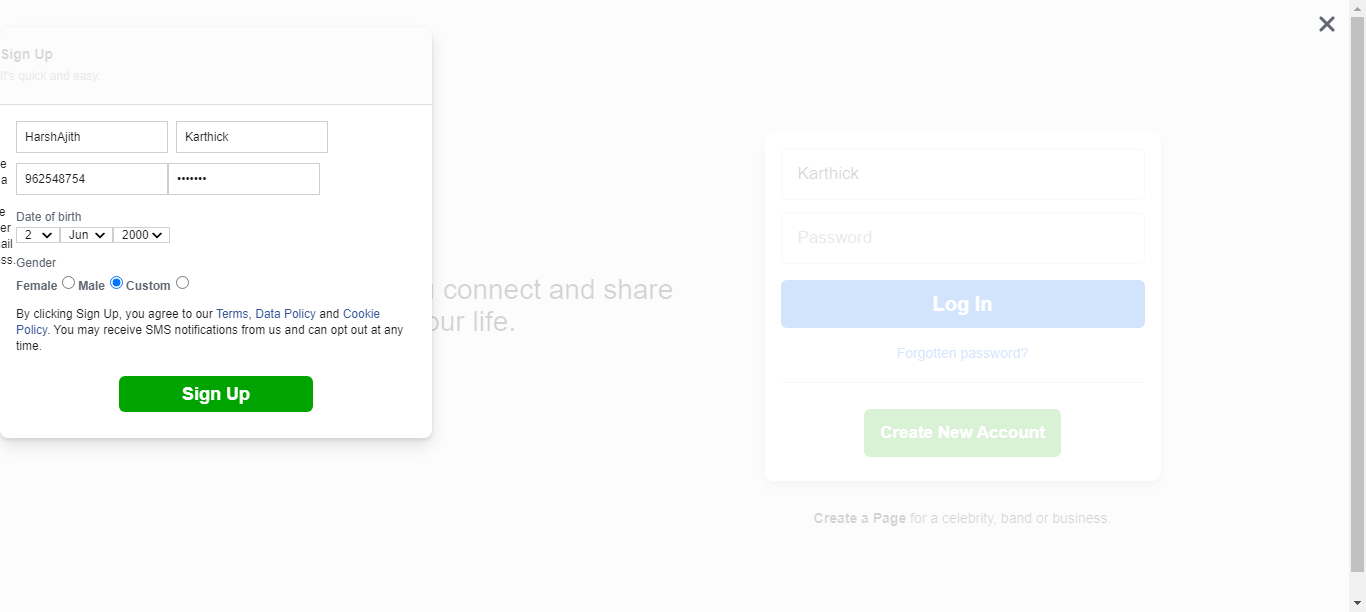 Sign Up
It's quick and easy.
HarshAjith
Karthick
962548754
•••••••
Date of birth
2 Jun 2000
Gender
Female Male Custom
By clicking Sign Up, you agree to our Terms, Data Policy and Cookie
Policy. You may receive SMS notifications from us and can opt out at any
time.
Sign Up
connect and share
our life.
Karthick
Password
Log In
Forgotten password?
Create New Account
Create a Page for a celebrity, band or business.